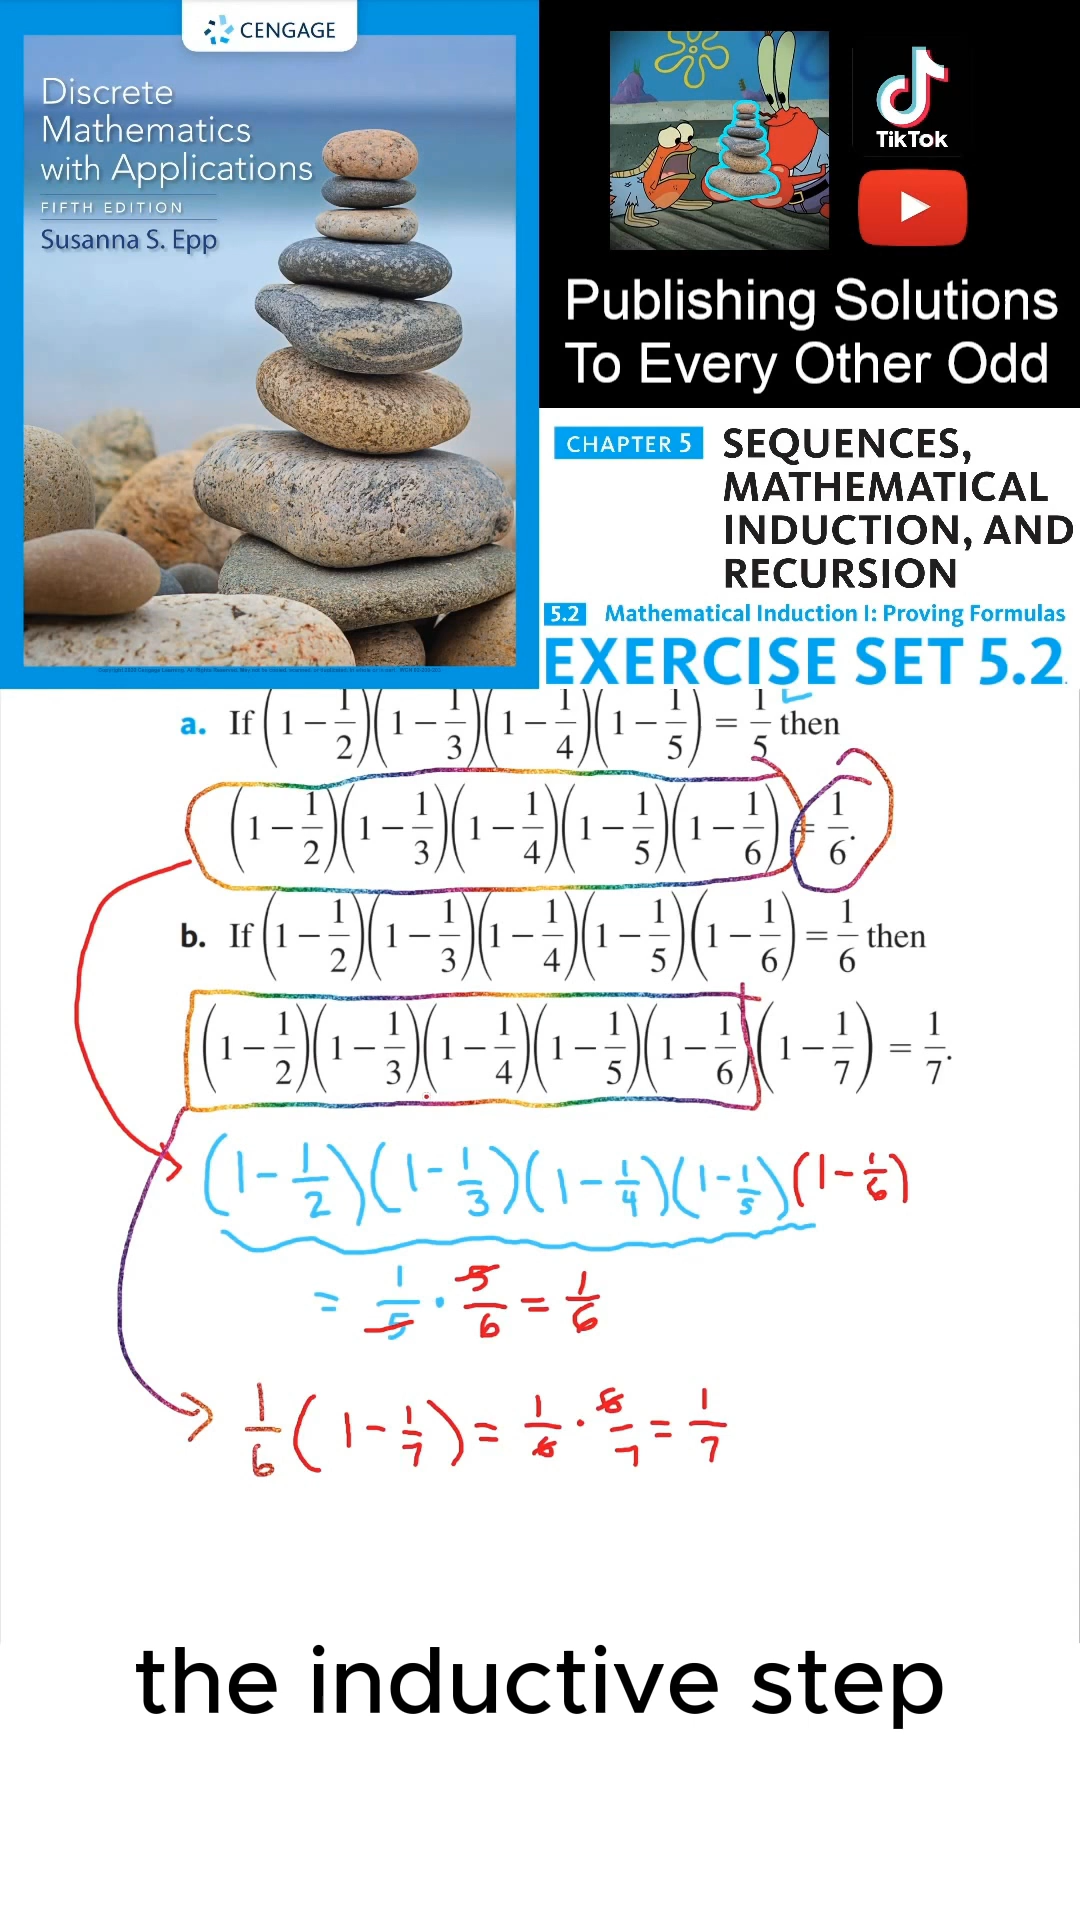 CENGAGE
Discrete
Mathematics
with Applications
FIFTH EDITION
Susanna S. Epp
TikTok
Publishing Solutions
To Every Other Odd
CHAPTER 5 SEQUENCES,
MATHEMATICAL
INDUCTION, AND
RECURSION
5.2 Mathematical Induction I: Proving Formulas
EXERCISE SET 5.2
a. If (1 − 1/2)(1 − 1/3)(1 − 1/4)(1 − 1/5) = 1/5 then
(1 − 1/2)(1 − 1/3)(1 − 1/4)(1 − 1/5)(1 − 1/6) = 1/6.
b. If (1 − 1/2)(1 − 1/3)(1 − 1/4)(1 − 1/5)(1 − 1/6) = 1/6 then
(1 − 1/2)(1 − 1/3)(1 − 1/4)(1 − 1/5)(1 − 1/6)(1 − 1/7) = 1/7.
(1 − 1/2)(1 − 1/3)(1 − 1/4)(1 − 1/5)(1 − 1/6)
= 1/5 · 5/6 = 1/6
1/6 (1 − 1/7) = 1/6 · 6/7 = 1/7
the inductive step